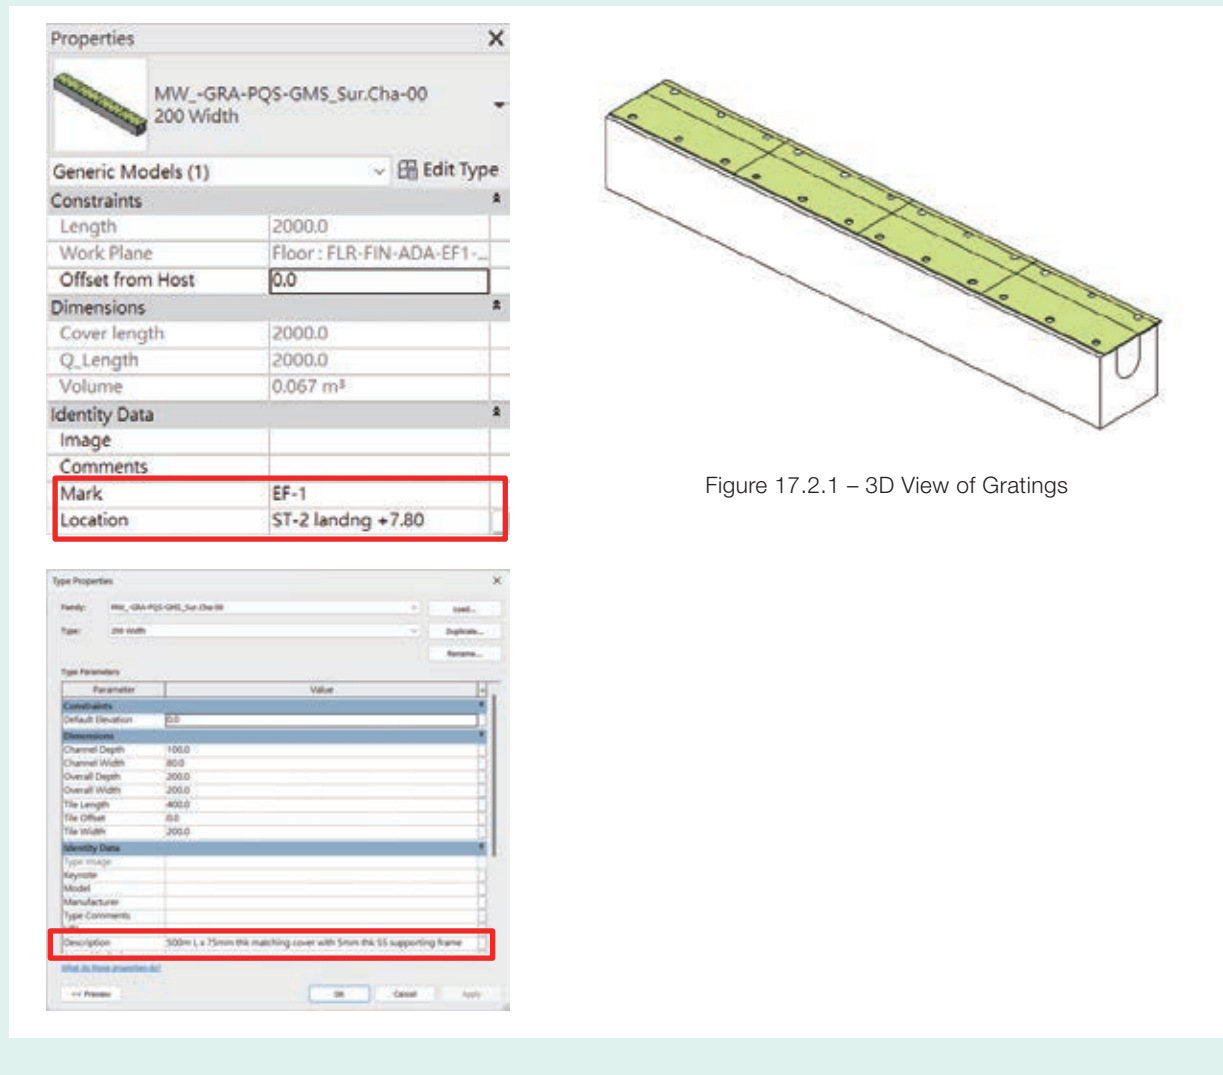 Properties
MW_-GRA-PQS-GMS_Sur.Cha-00
200 Width
Generic Models (1) Edit Type
Constraints
Length 2000.0
Work Plane Floor : FLR-FIN-ADA-EF1-...
Offset from Host 0.0
Dimensions
Cover length 2000.0
Q_Length 2000.0
Volume 0.067 m³
Identity Data
Image
Comments
Mark EF-1
Location ST-2 landng +7.80
Figure 17.2.1 – 3D View of Gratings
Type Properties
Family: MW_-GRA-PQS-GMS_Sur.Cha-00 Load...
Type: 200 Width Duplicate...
Rename...
Type Parameters
Parameter Value
Constraints
Default Elevation 0.0
Dimensions
Channel Depth 100.0
Channel Width 80.0
Overall Depth 200.0
Overall Width 200.0
Tile Length 400.0
Tile Offset 0.0
Tile Width 200.0
Identity Data
Type Image
Keynote
Model
Manufacturer
Type Comments
Description 500m L x 75mm thk matching cover with 5mm thk SS supporting frame
What do these properties do?
<< Preview OK Cancel Apply